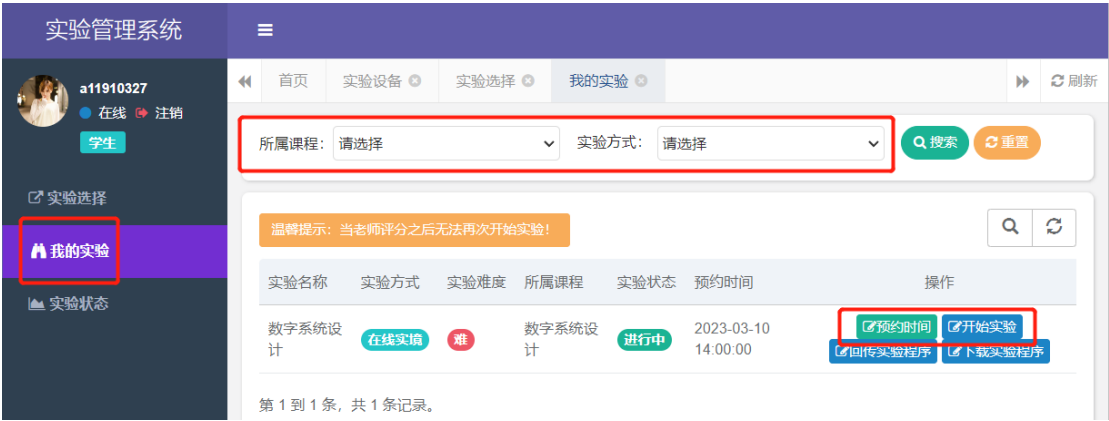 实验管理系统
a11910327
在线 注销
学生
实验选择
我的实验
实验状态
首页 实验设备 实验选择 我的实验 刷新
所属课程: 请选择 实验方式: 请选择 搜索 重置
温馨提示: 当老师评分之后无法再次开始实验!
实验名称 实验方式 实验难度 所属课程 实验状态 预约时间 操作
数字系统设
计
在线实境
难
数字系统设
计
进行中
2023-03-10
14:00:00
预约时间 开始实验
回传实验程序 下载实验程序
第 1 到 1 条，共 1 条记录。